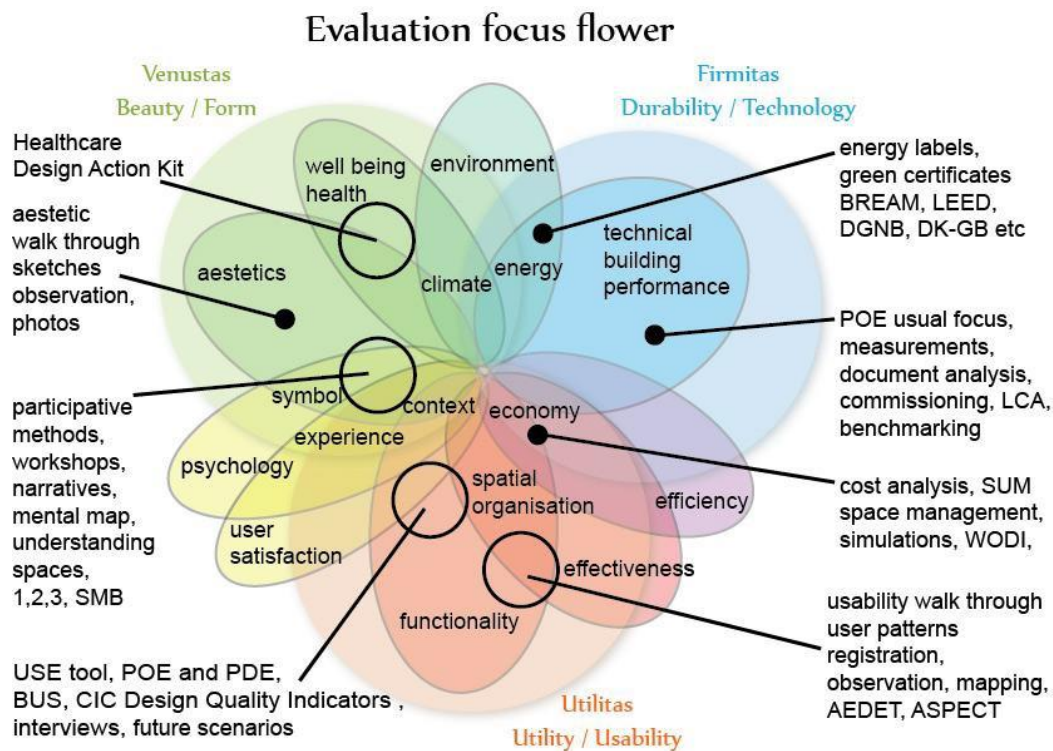 Evaluation focus flower
Venustas
Beauty / Form
Firmitas
Durability / Technology
Healthcare
Design Action Kit
aestetic
walk through
sketches
observation,
photos
participative
methods,
workshops,
narratives,
mental map,
understanding
spaces,
1,2,3, SMB
USE tool, POE and PDE,
BUS, CIC Design Quality Indicators ,
interviews, future scenarios
well being
health
environment
aestetics
climate
energy
technical
building
performance
symbol
context
experience
psychology
user
satisfaction
economy
spatial
organisation
efficiency
effectiveness
functionality
energy labels,
green certificates
BREAM, LEED,
DGNB, DK-GB etc
POE usual focus,
measurements,
document analysis,
commissioning, LCA,
benchmarking
cost analysis, SUM
space management,
simulations, WODI,
usability walk through
user patterns
registration,
observation, mapping,
AEDET, ASPECT
Utilitas
Utility / Usability